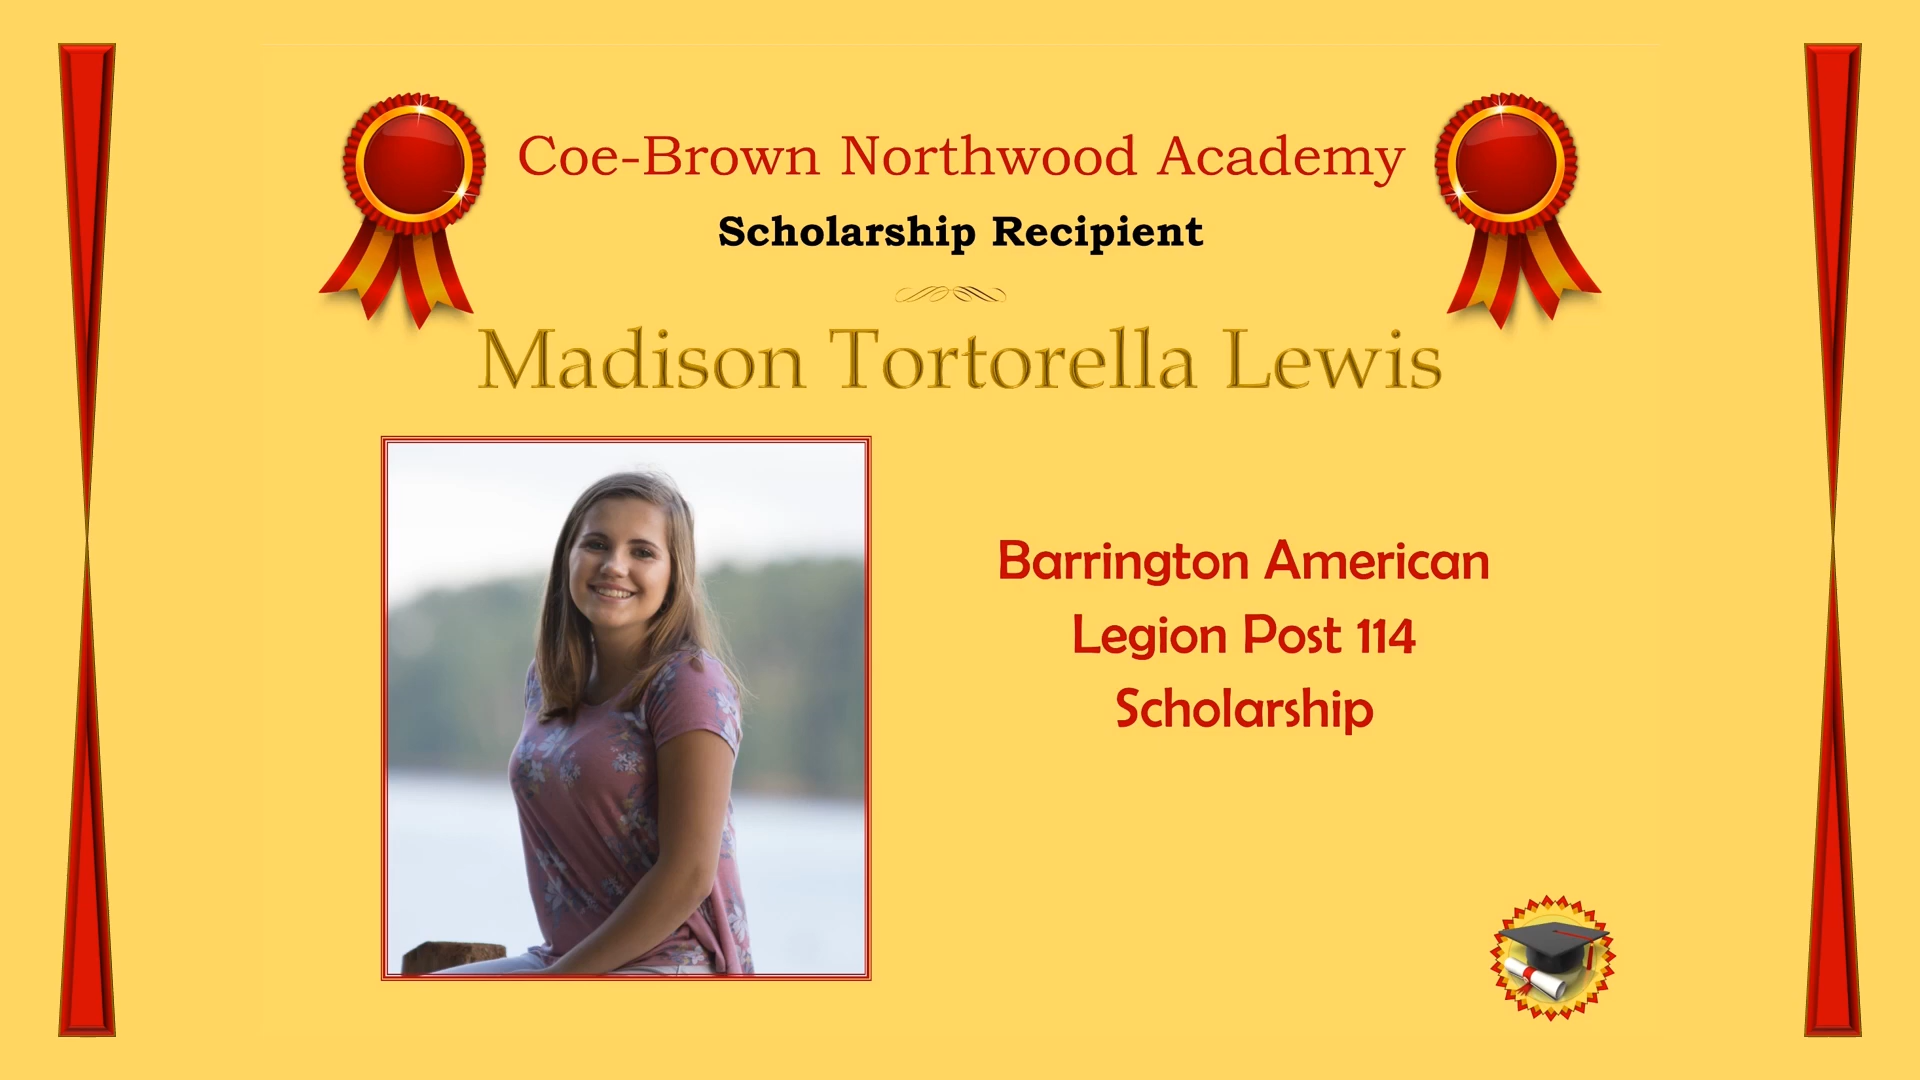 Coe-Brown Northwood Academy
Scholarship Recipient
Madison Tortorella Lewis
Barrington American
Legion Post 114
Scholarship